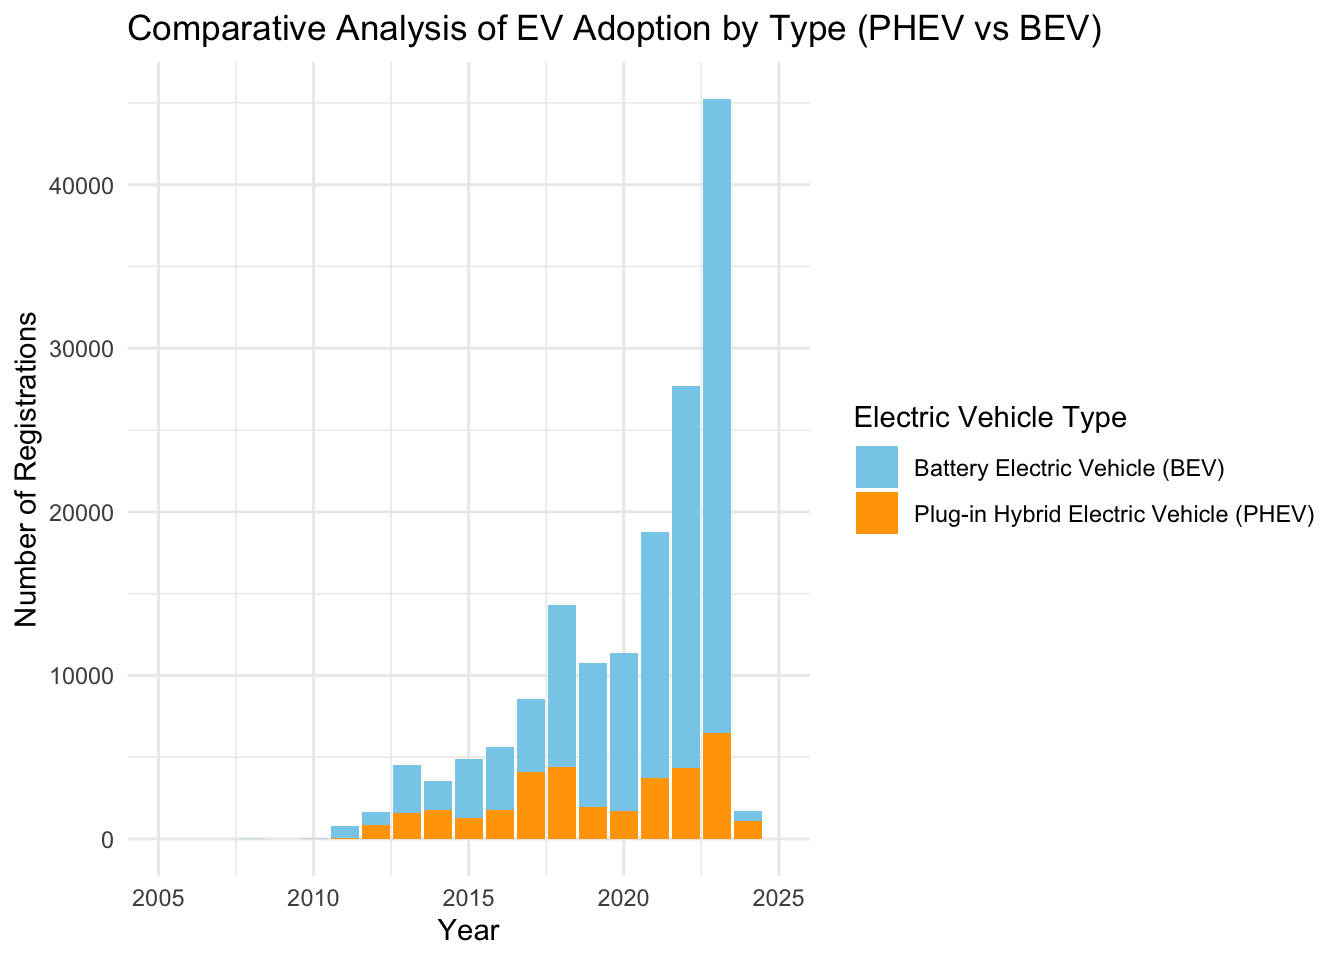 Comparative Analysis of EV Adoption by Type (PHEV vs BEV)
Number of Registrations
40000
30000
20000
10000
0
2005 2010 2015 2020 2025
Year
Electric Vehicle Type
Battery Electric Vehicle (BEV)
Plug-in Hybrid Electric Vehicle (PHEV)